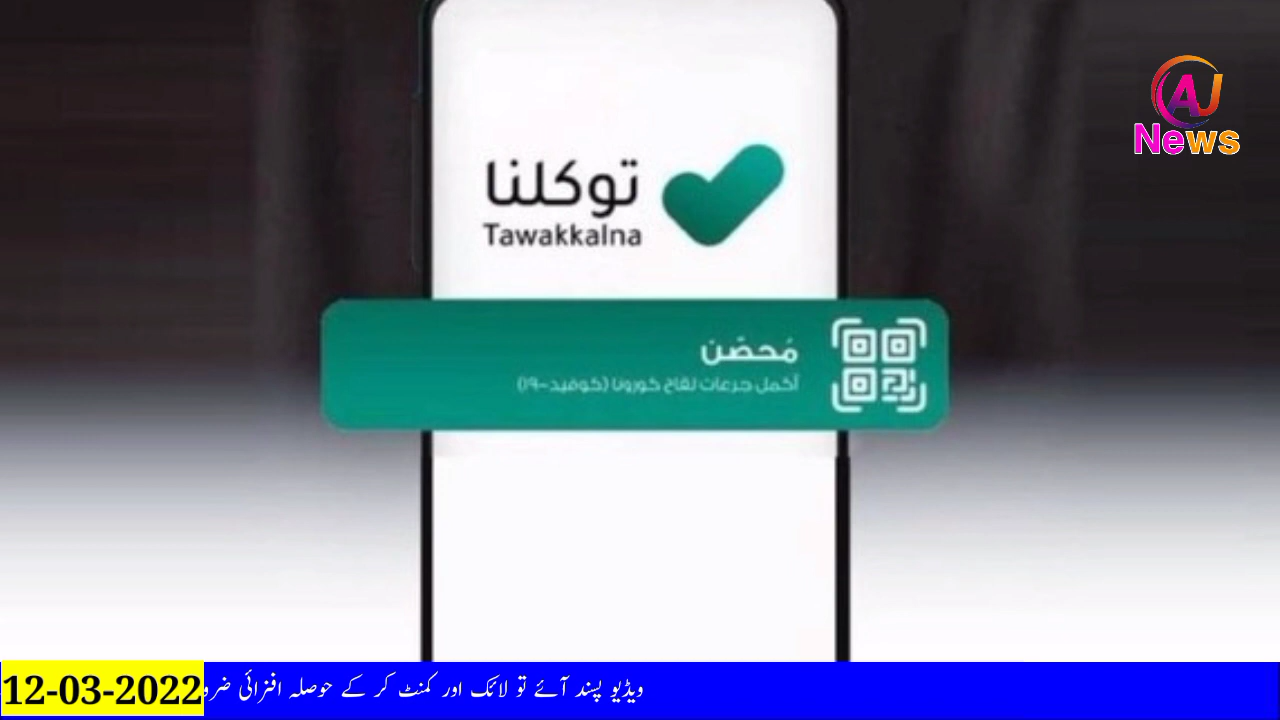 AJ
News
توكلنا
Tawakkalna
مُحصّن
أكمل جرعات لقاح كورونا (كوفيد-١٩)
12-03-2022
ویڈیو پسند آئے تو لائک اور کمنٹ کر کے حوصلہ افزائی